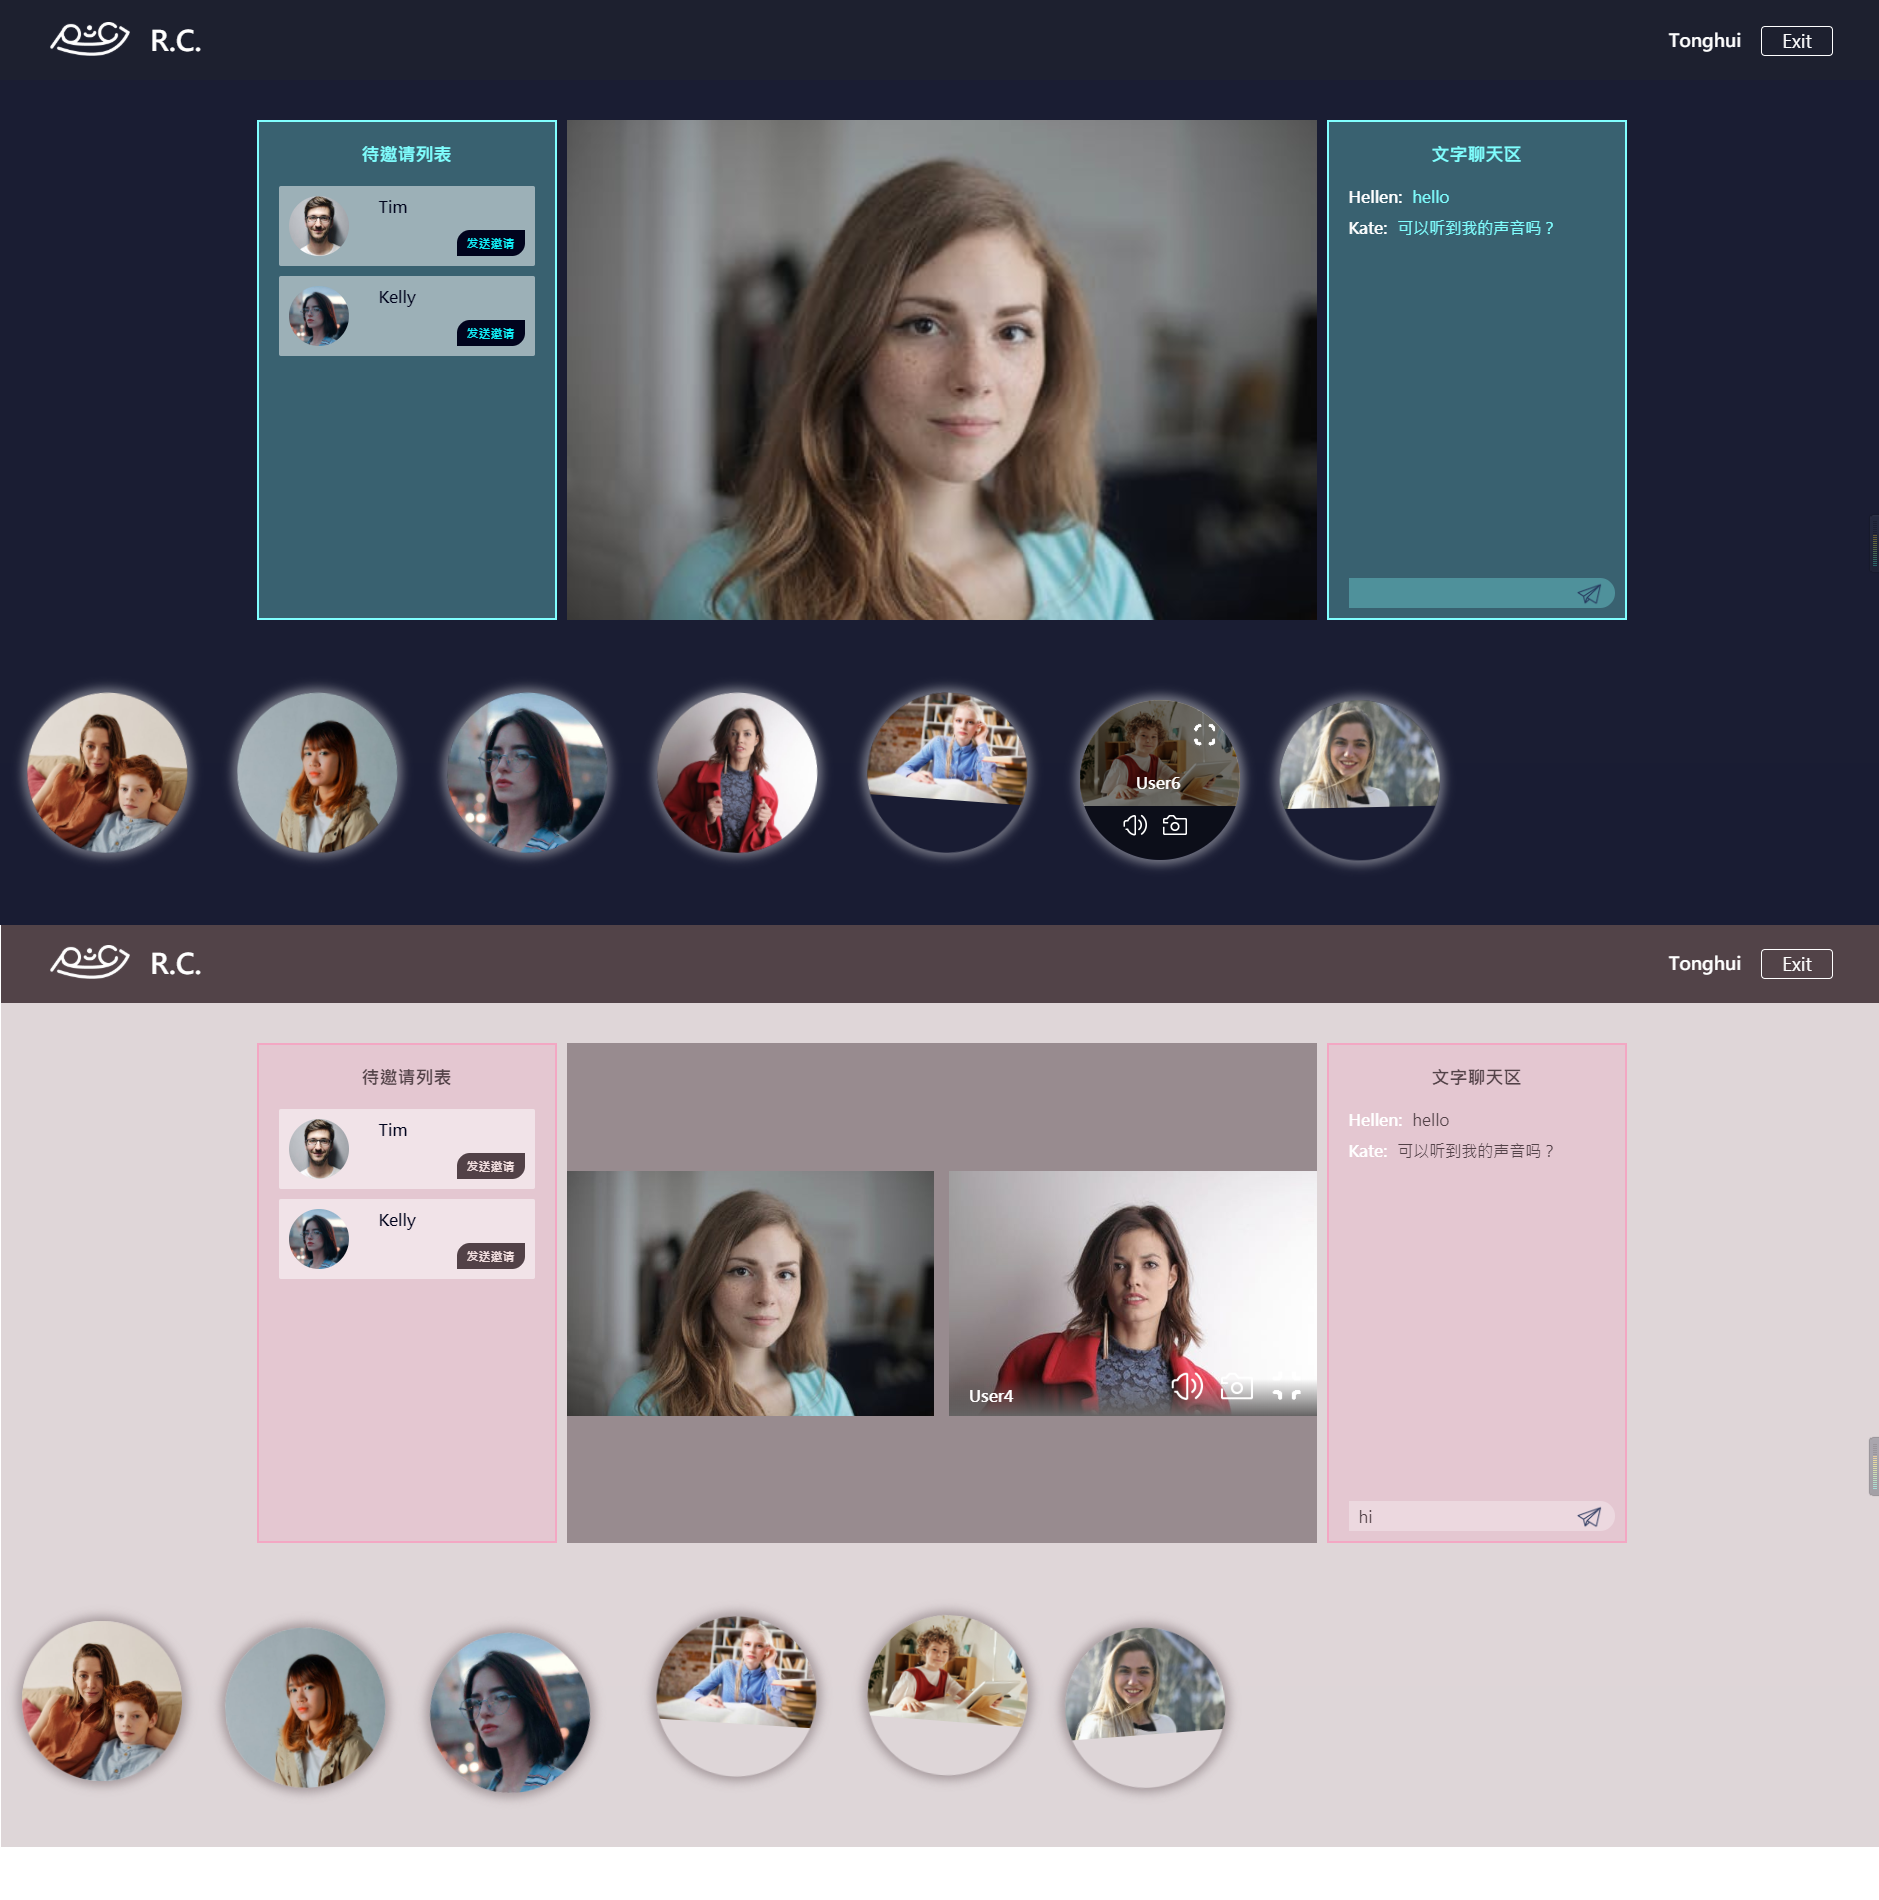 R.C.
Tonghui
Exit
待邀请列表
Tim
发送邀请
Kelly
发送邀请
文字聊天区
Hellen: hello
Kate: 可以听到我的声音吗？
User6
R.C.
Tonghui
Exit
待邀请列表
Tim
发送邀请
Kelly
发送邀请
User4
文字聊天区
Hellen: hello
Kate: 可以听到我的声音吗？
hi